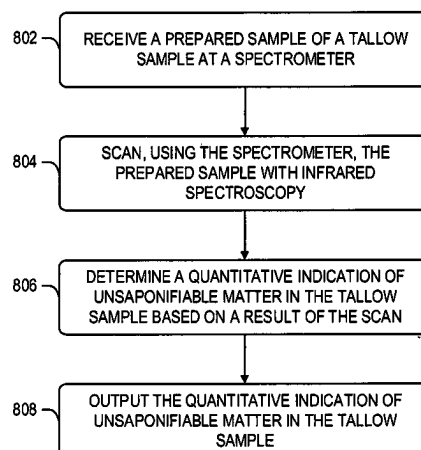 802
RECEIVE A PREPARED SAMPLE OF A TALLOW
SAMPLE AT A SPECTROMETER
804
SCAN, USING THE SPECTROMETER, THE
PREPARED SAMPLE WITH INFRARED
SPECTROSCOPY
806
DETERMINE A QUANTITATIVE INDICATION OF
UNSAPONIFIABLE MATTER IN THE TALLOW
SAMPLE BASED ON A RESULT OF THE SCAN
808
OUTPUT THE QUANTITATIVE INDICATION OF
UNSAPONIFIABLE MATTER IN THE TALLOW
SAMPLE